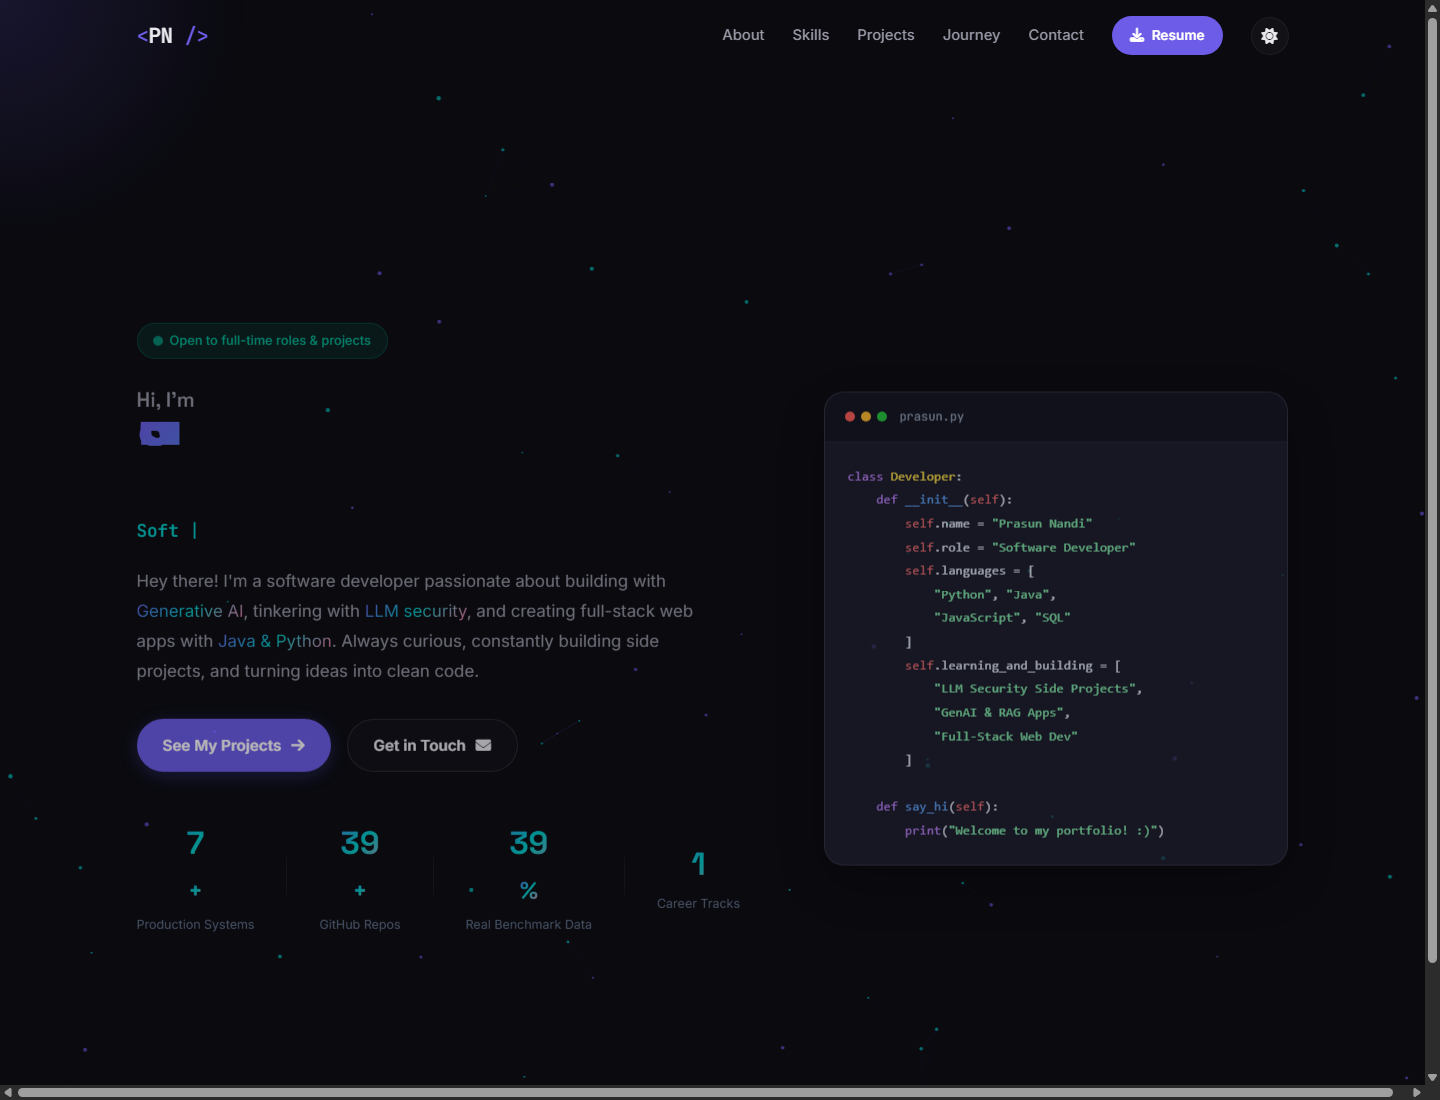 <PN />
About Skills Projects Journey Contact Resume
Open to full-time roles & projects
Hi, I'm
Soft |
Hey there! I'm a software developer passionate about building with
Generative AI, tinkering with LLM security, and creating full-stack web
apps with Java & Python. Always curious, constantly building side
projects, and turning ideas into clean code.
See My Projects → Get in Touch
7 39 39 1
+ + %
Production Systems GitHub Repos Real Benchmark Data Career Tracks
prasun.py
class Developer:
    def __init__(self):
        self.name = "Prasun Nandi"
        self.role = "Software Developer"
        self.languages = [
            "Python", "Java",
            "JavaScript", "SQL"
        ]
        self.learning_and_building = [
            "LLM Security Side Projects",
            "GenAI & RAG Apps",
            "Full-Stack Web Dev"
        ]
    def say_hi(self):
        print("Welcome to my portfolio! :)")